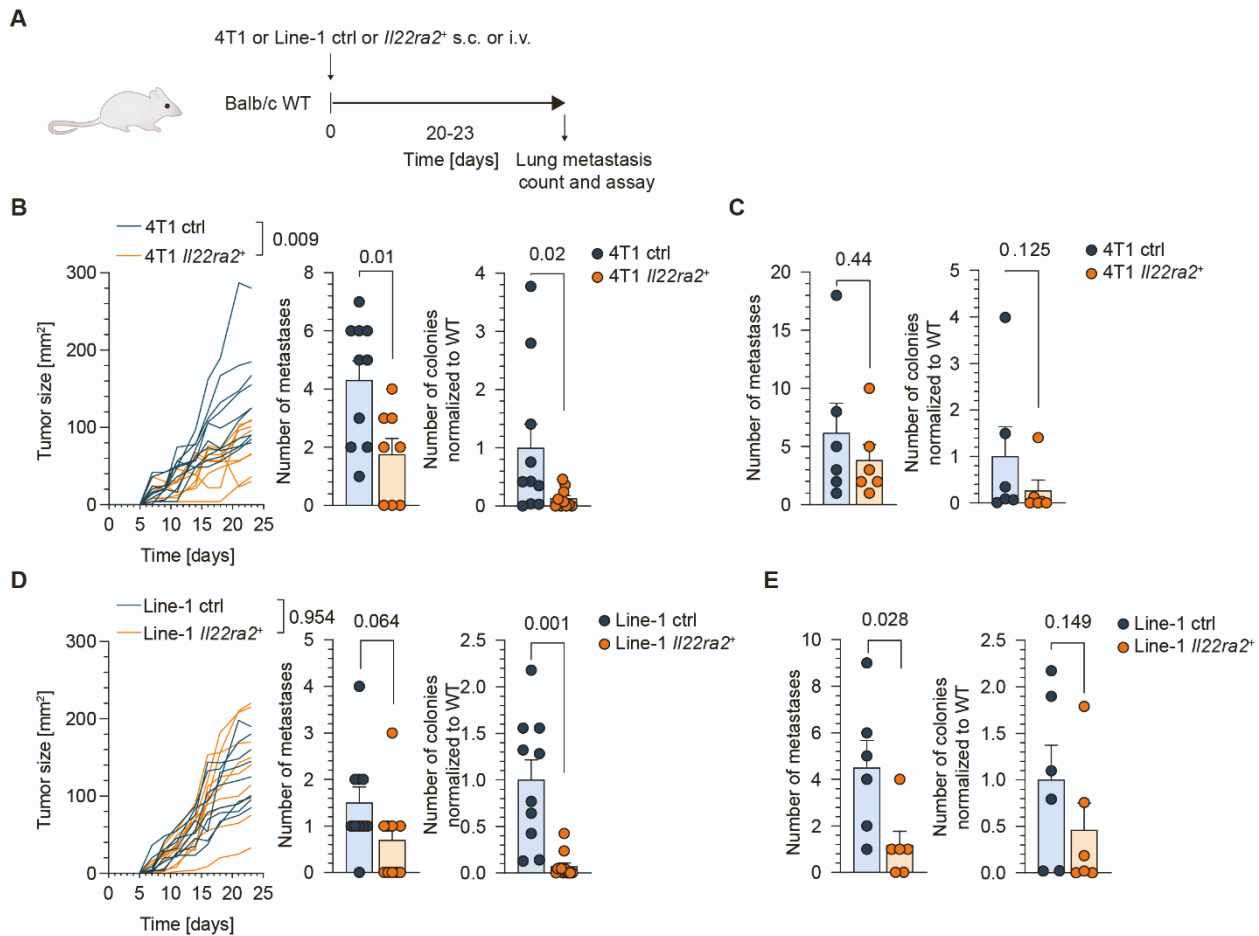 A
4T1 or Line-1 ctrl or Il22ra2⁺ s.c. or i.v.
Balb/c WT
0
20-23
Time [days]
Lung metastasis
count and assay
B
4T1 ctrl
4T1 Il22ra2⁺
0.009
Tumor size [mm²]
300
200
100
0
0 5 10 15 20 25
Time [days]
0.01
Number of metastases
8
6
4
2
0
0.02
Number of colonies
normalized to WT
4
3
2
1
0
4T1 ctrl
4T1 Il22ra2⁺
C
0.44
Number of metastases
20
15
10
5
0
0.125
Number of colonies
normalized to WT
5
4
3
2
1
0
4T1 ctrl
4T1 Il22ra2⁺
D
Line-1 ctrl
Line-1 Il22ra2⁺
0.954
Tumor size [mm²]
300
200
100
0
0 5 10 15 20 25
Time [days]
0.064
Number of metastases
5
4
3
2
1
0
0.001
Number of colonies
normalized to WT
2.5
2.0
1.5
1.0
0.5
0.0
Line-1 ctrl
Line-1 Il22ra2⁺
E
0.028
Number of metastases
10
8
6
4
2
0
0.149
Number of colonies
normalized to WT
2.5
2.0
1.5
1.0
0.5
0.0
Line-1 ctrl
Line-1 Il22ra2⁺